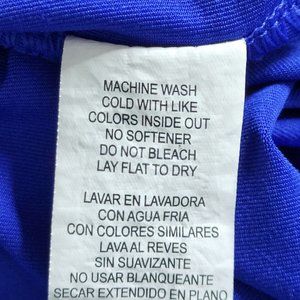 MACHINE WASH
COLD WITH LIKE
COLORS INSIDE OUT
NO SOFTENER
DO NOT BLEACH
LAY FLAT TO DRY
LAVAR EN LAVADORA
CON AGUA FRIA
CON COLORES SIMILARES
LAVA AL REVES
SIN SUAVIZANTE
NO USAR BLANQUEANTE
SECAR EXTENDIDO EN PLANO